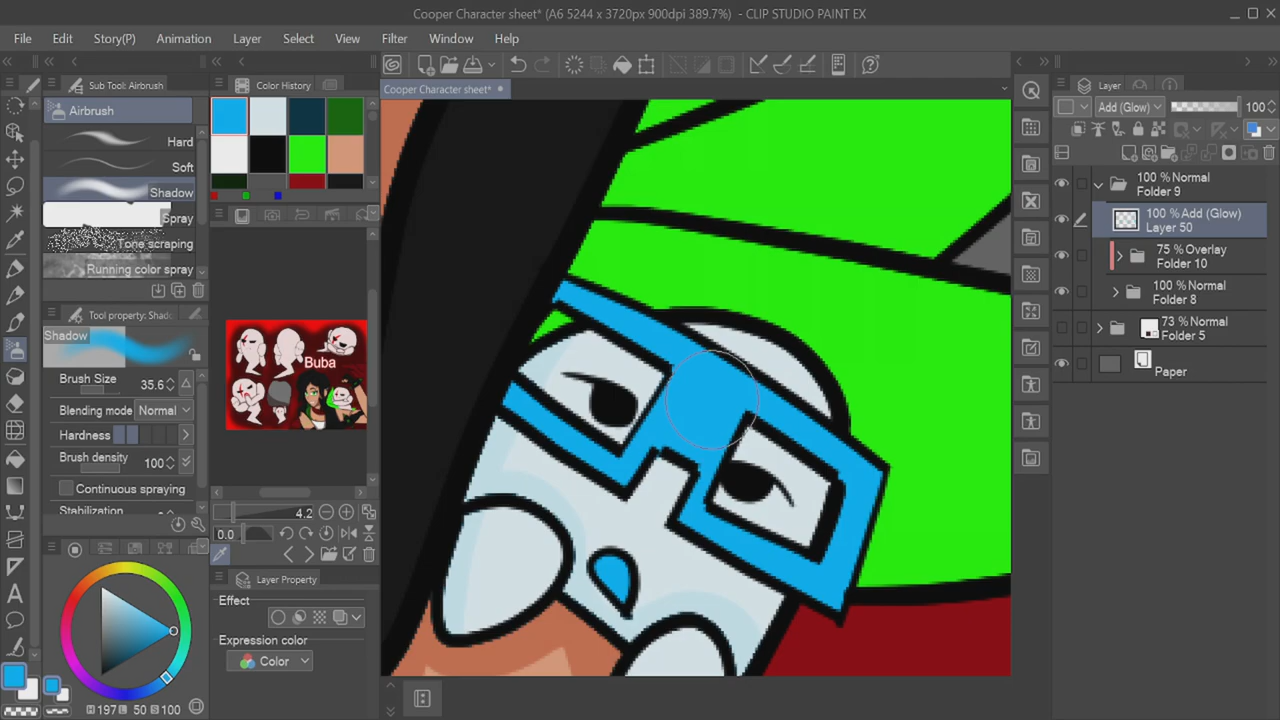 Cooper Character sheet* (A6 5244 x 3720px 900dpi 389.7%) - CLIP STUDIO PAINT EX
File Edit Story(P) Animation Layer Select View Filter Window Help
Sub Tool: Airbrush
Airbrush
Hard
Soft
Shadow
Spray
Tone scraping
Running color spray
Tool property: Shado
Shadow
Brush Size 35.6
Blending mode Normal
Hardness
Brush density 100
Continuous spraying
Stabilization
H 197 L 50 S 100
Color History
Buba
4.2
0.0
Layer Property
Effect
Expression color
Color
Cooper Character sheet*
Layer
Add (Glow) 100
100 % Normal
Folder 9
100 % Add (Glow)
Layer 50
75 % Overlay
Folder 10
100 % Normal
Folder 8
73 % Normal
Folder 5
Paper